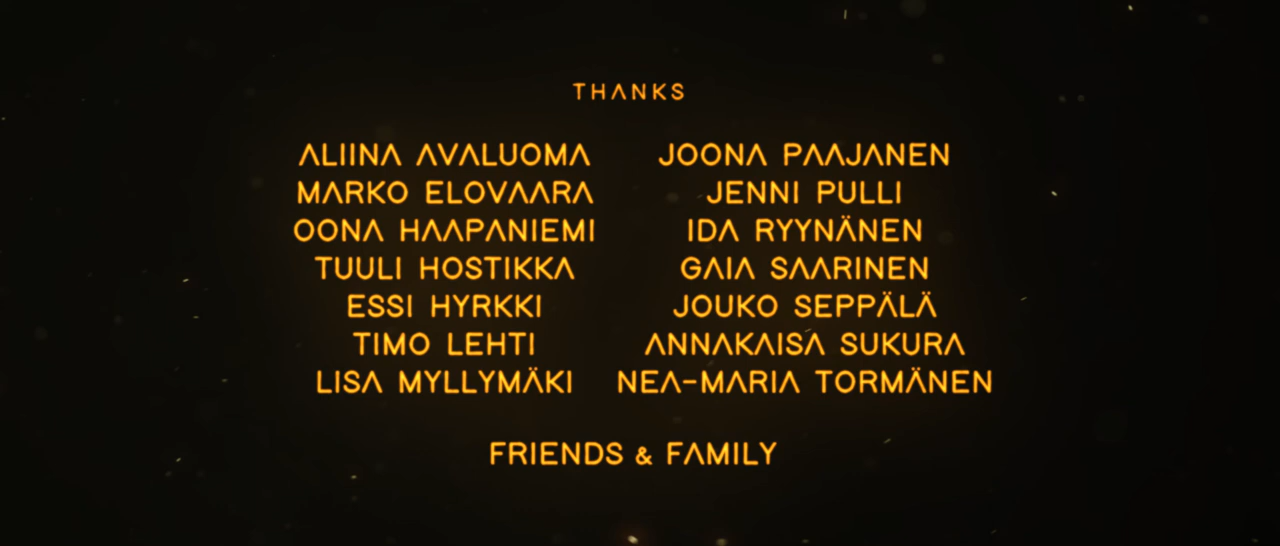 THANKS
ALIINA AVALUOMA
MARKO ELOVAARA
OONA HAAPANIEMI
TUULI HOSTIKKA
ESSI HYRKKI
TIMO LEHTI
LISA MYLLYMÄKI
JOONA PAAJANEN
JENNI PULLI
IDA RYYNÄNEN
GAIA SAARINEN
JOUKO SEPPÄLÄ
ANNAKAISA SUKURA
NEA-MARIA TORMÄNEN
FRIENDS & FAMILY